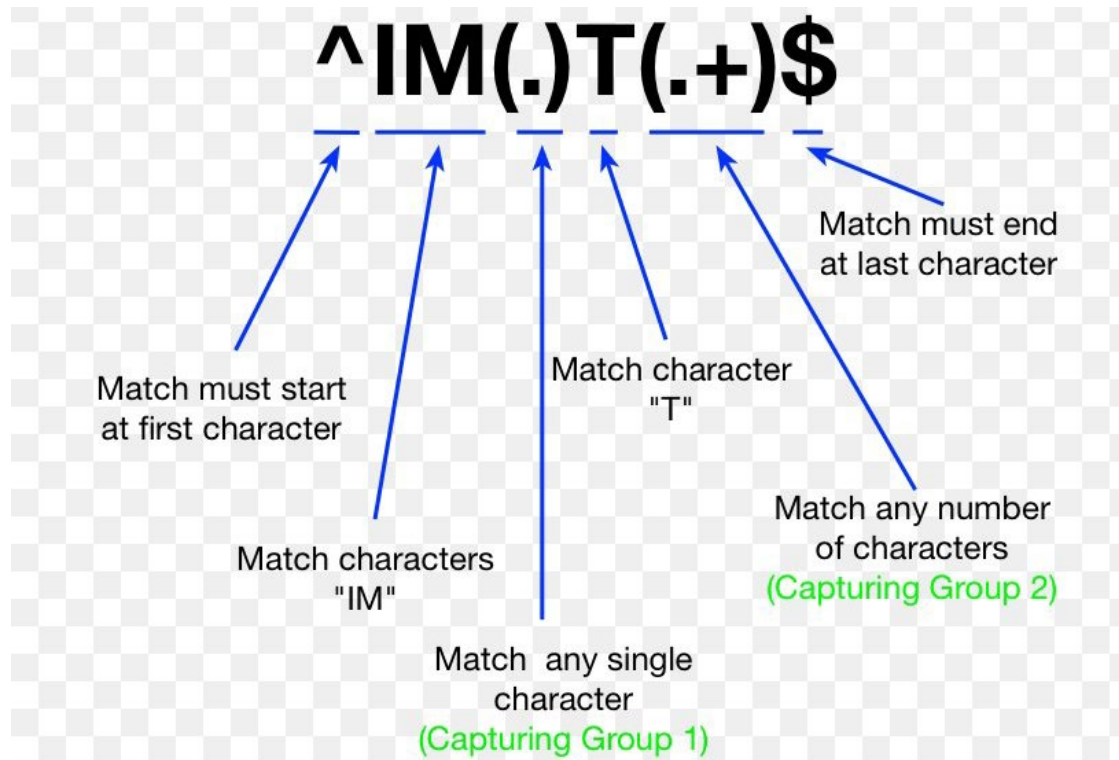 ^IM(.)T(.+)$
Match must end
at last character
Match character
"T"
Match must start
at first character
Match any number
of characters
(Capturing Group 2)
Match characters
"IM"
Match any single
character
(Capturing Group 1)